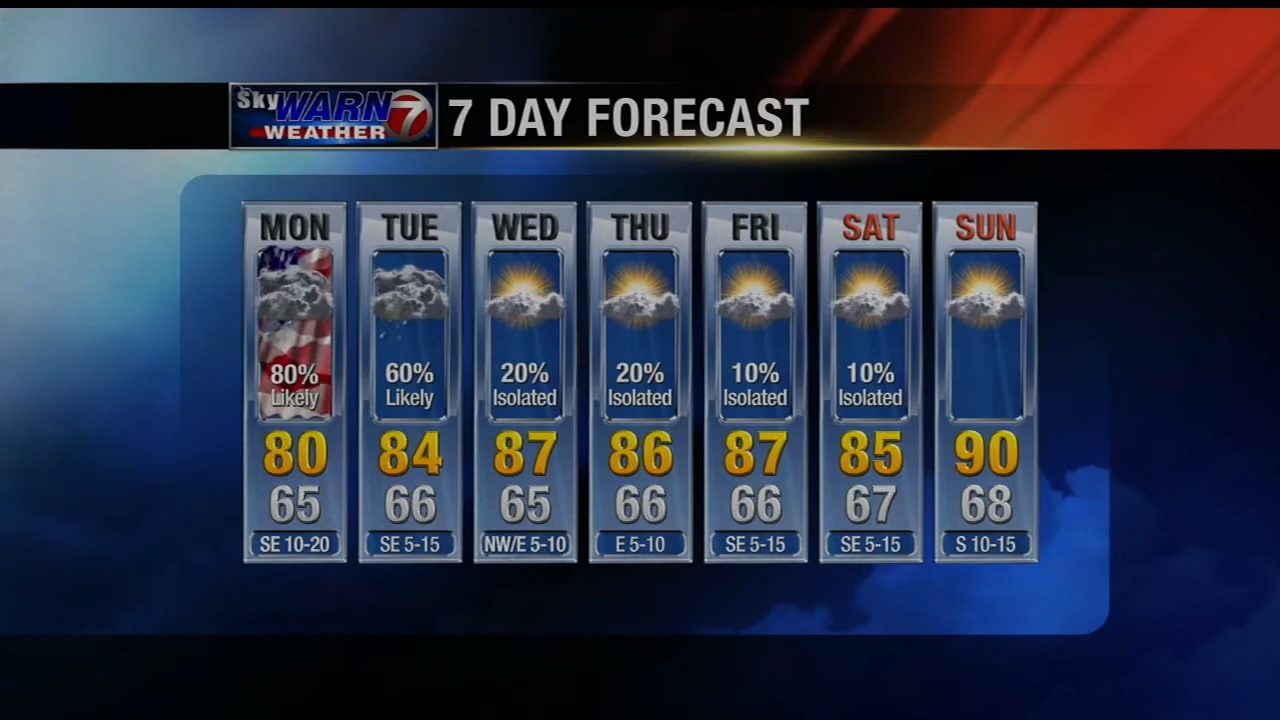 SkyWARN 7
WEATHER
7 DAY FORECAST
MON TUE WED THU FRI SAT SUN
80% 60% 20% 20% 10% 10%
Likely Likely Isolated Isolated Isolated Isolated
80 84 87 86 87 85 90
65 66 65 66 66 67 68
SE 10-20 SE 5-15 NW/E 5-10 E 5-10 SE 5-15 SE 5-15 S 10-15